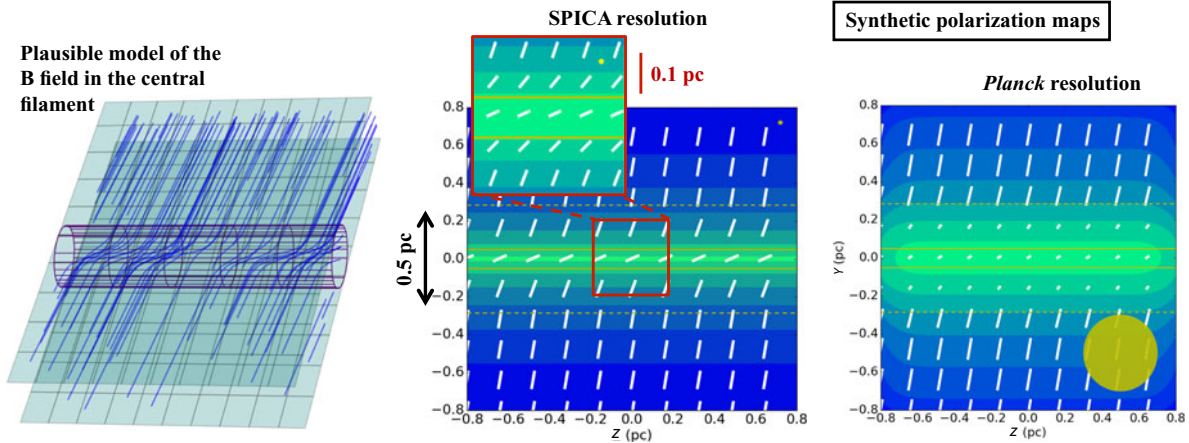 Plausible model of the
B field in the central
filament
SPICA resolution
0.1 pc
0.5 pc
0.8
0.6
0.4
0.2
0.0
−0.2
−0.4
−0.6
−0.8
−0.8 −0.6 −0.4 −0.2 0.0 0.2 0.4 0.6 0.8
Z (pc)
Synthetic polarization maps
Planck resolution
Y (pc)
0.8
0.6
0.4
0.2
0.0
−0.2
−0.4
−0.6
−0.8
−0.8 −0.6 −0.4 −0.2 0.0 0.2 0.4 0.6 0.8
Z (pc)